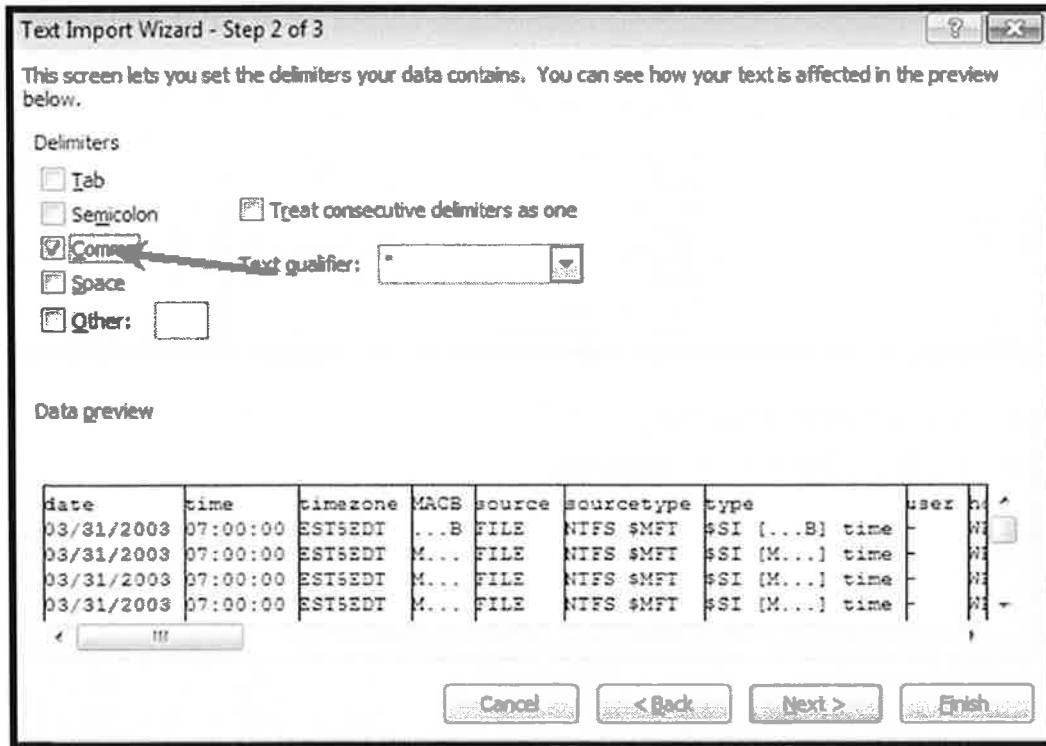 Text Import Wizard - Step 2 of 3
This screen lets you set the delimiters your data contains. You can see how your text is affected in the preview
below.
Delimiters
Tab
Semicolon
Treat consecutive delimiters as one
Comma
Text qualifier: "
Space
Other:
Data preview
date time timezone MACB source sourcetype type user
03/31/2003 07:00:00 EST5EDT ...B FILE NTFS $MFT $SI [...B] time -
03/31/2003 07:00:00 EST5EDT M... FILE NTFS $MFT $SI [M...] time -
03/31/2003 07:00:00 EST5EDT M... FILE NTFS $MFT $SI [M...] time -
03/31/2003 07:00:00 EST5EDT M... FILE NTFS $MFT $SI [M...] time -
Cancel < Back Next > Finish